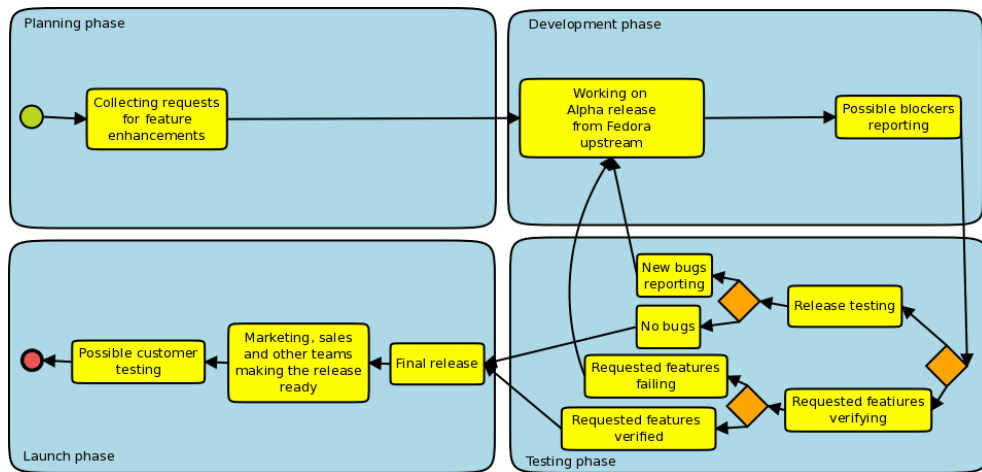 Planning phase
Collecting requests
for feature
enhancements
Development phase
Working on
Alpha release
from Fedora
upstream
Possible blockers
reporting
New bugs
reporting
Release testing
No bugs
Requested features
failing
Requested featiures
verifying
Requested features
verified
Testing phase
Final release
Marketing, sales
and other teams
making the release
ready
Possible customer
testing
Launch phase